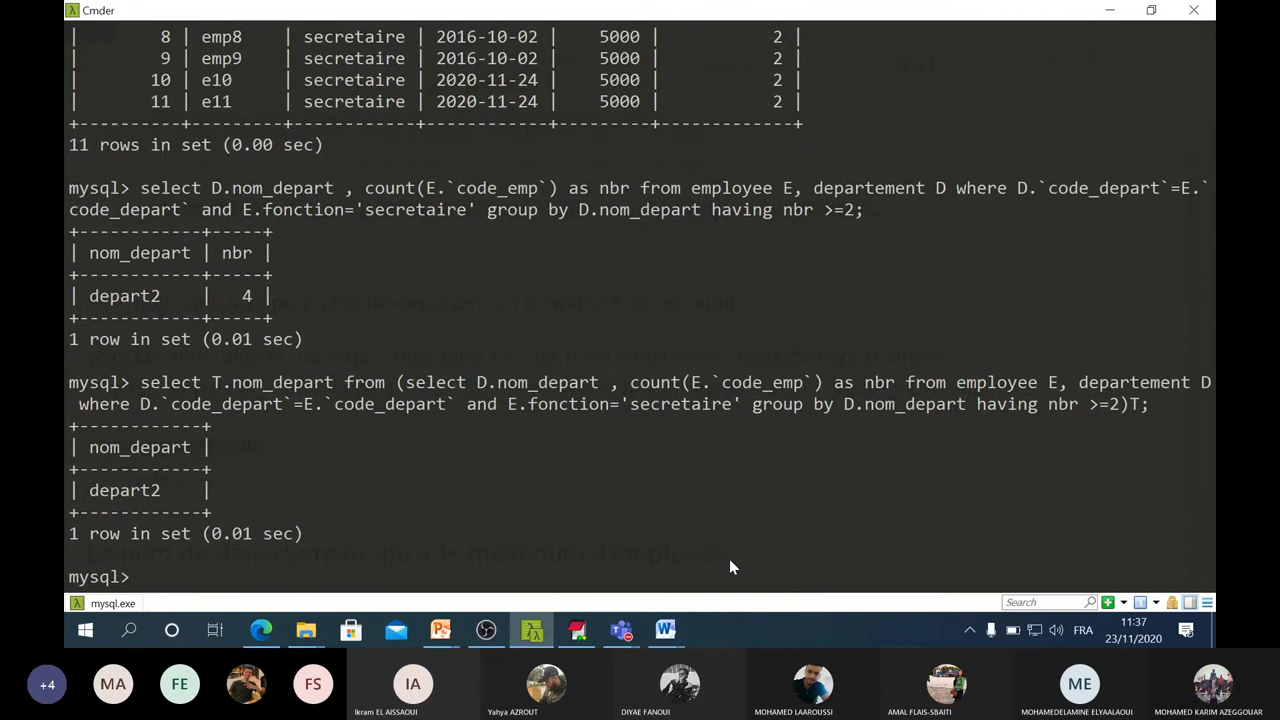 Cmder
|          8 | emp8    | secretaire | 2016-10-02 |    5000 |           2 |
|          9 | emp9    | secretaire | 2016-10-02 |    5000 |           2 |
|         10 | e10     | secretaire | 2020-11-24 |    5000 |           2 |
|         11 | e11     | secretaire | 2020-11-24 |    5000 |           2 |
+----------+---------+------------+------------+---------+-------------+
11 rows in set (0.00 sec)
mysql> select D.nom_depart , count(E.`code_emp`) as nbr from employee E, departement D where D.`code_depart`=E.`
code_depart` and E.fonction='secretaire' group by D.nom_depart having nbr >=2;
+------------+-----+
| nom_depart | nbr |
+------------+-----+
| depart2    |   4 |
+------------+-----+
1 row in set (0.01 sec)
mysql> select T.nom_depart from (select D.nom_depart , count(E.`code_emp`) as nbr from employee E, departement D
where D.`code_depart`=E.`code_depart` and E.fonction='secretaire' group by D.nom_depart having nbr >=2)T;
+------------+
| nom_depart |
+------------+
| depart2    |
+------------+
1 row in set (0.01 sec)
mysql>
mysql.exe
Search
FRA
11:37
23/11/2020
+4
MA
FE
FS
IA
ME
Ikram EL AISSAOUI
Yahya AZROUT
DIYAE FANOUI
MOHAMED LAAROUSSI
AMAL FLAIS-SBAITI
MOHAMEDELAMINE ELYAALAOUI
MOHAMED KARIM AZEGGOUAR